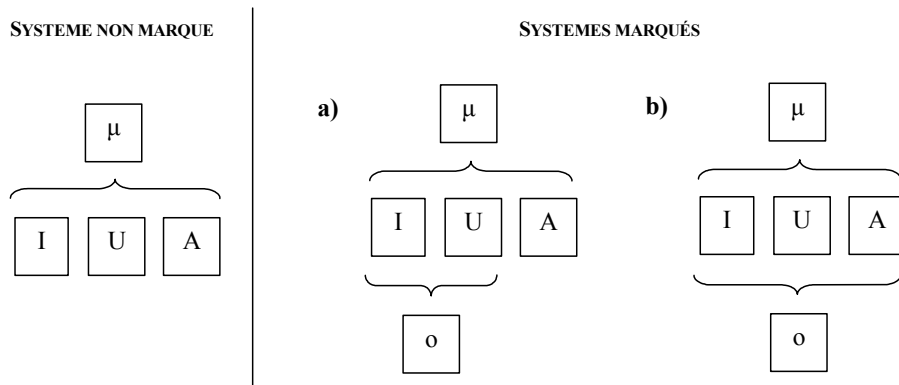 SYSTEME NON MARQUE SYSTEMES MARQUÉS
a) µ b) µ
µ
I U A I U A
I U A
o o